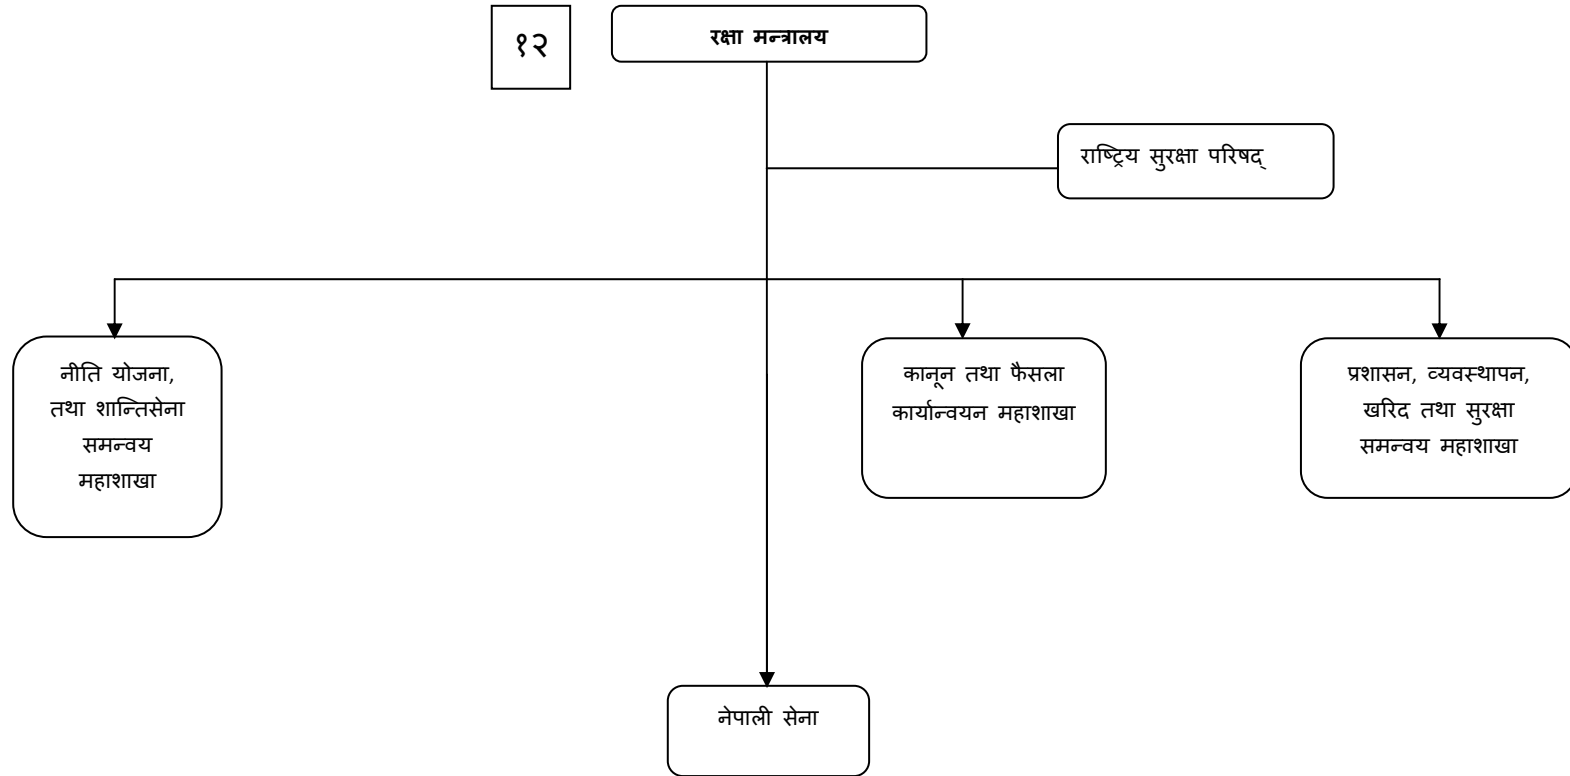 १२
रक्षा मन्त्रालय
राष्ट्रिय सुरक्षा परिषद्
नीति योजना,
तथा शान्तिसेना
समन्वय
महाशाखा
कानून तथा फैसला
कार्यान्वयन महाशाखा
प्रशासन, व्यवस्थापन,
खरिद तथा सुरक्षा
समन्वय महाशाखा
नेपाली सेना